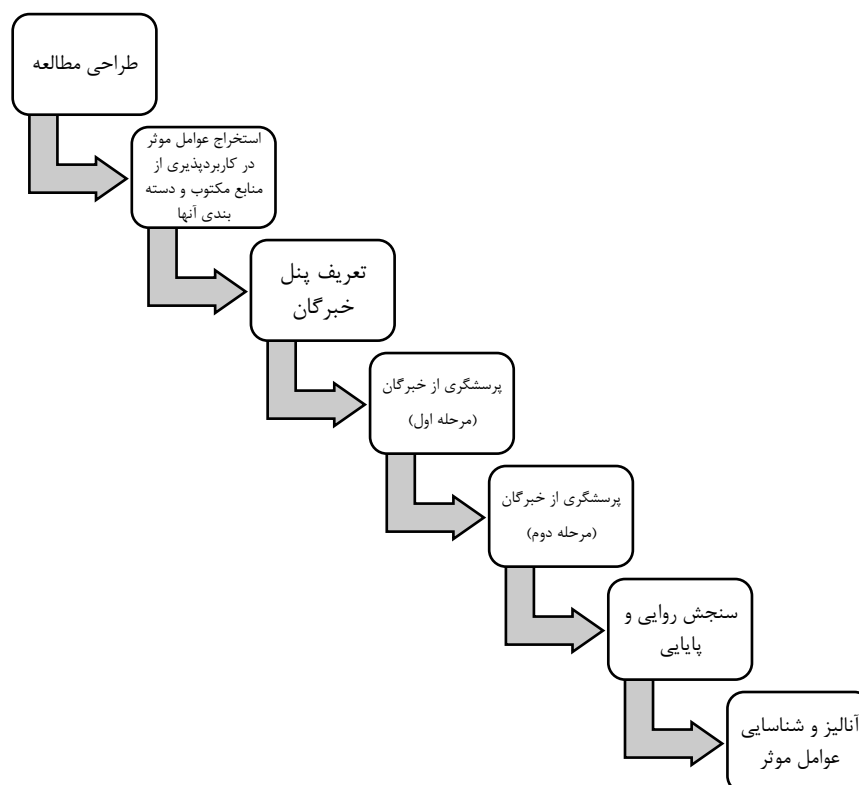 طراحی مطالعه
استخراج عوامل موثر
در کاربردپذیری از
منابع مکتوب و دسته
بندی آنها
تعریف پنل
خبرگان
پرسشگری از خبرگان
(مرحله اول)
پرسشگری از خبرگان
(مرحله دوم)
سنجش روایی و
پایایی
آنالیز و شناسایی
عوامل موثر